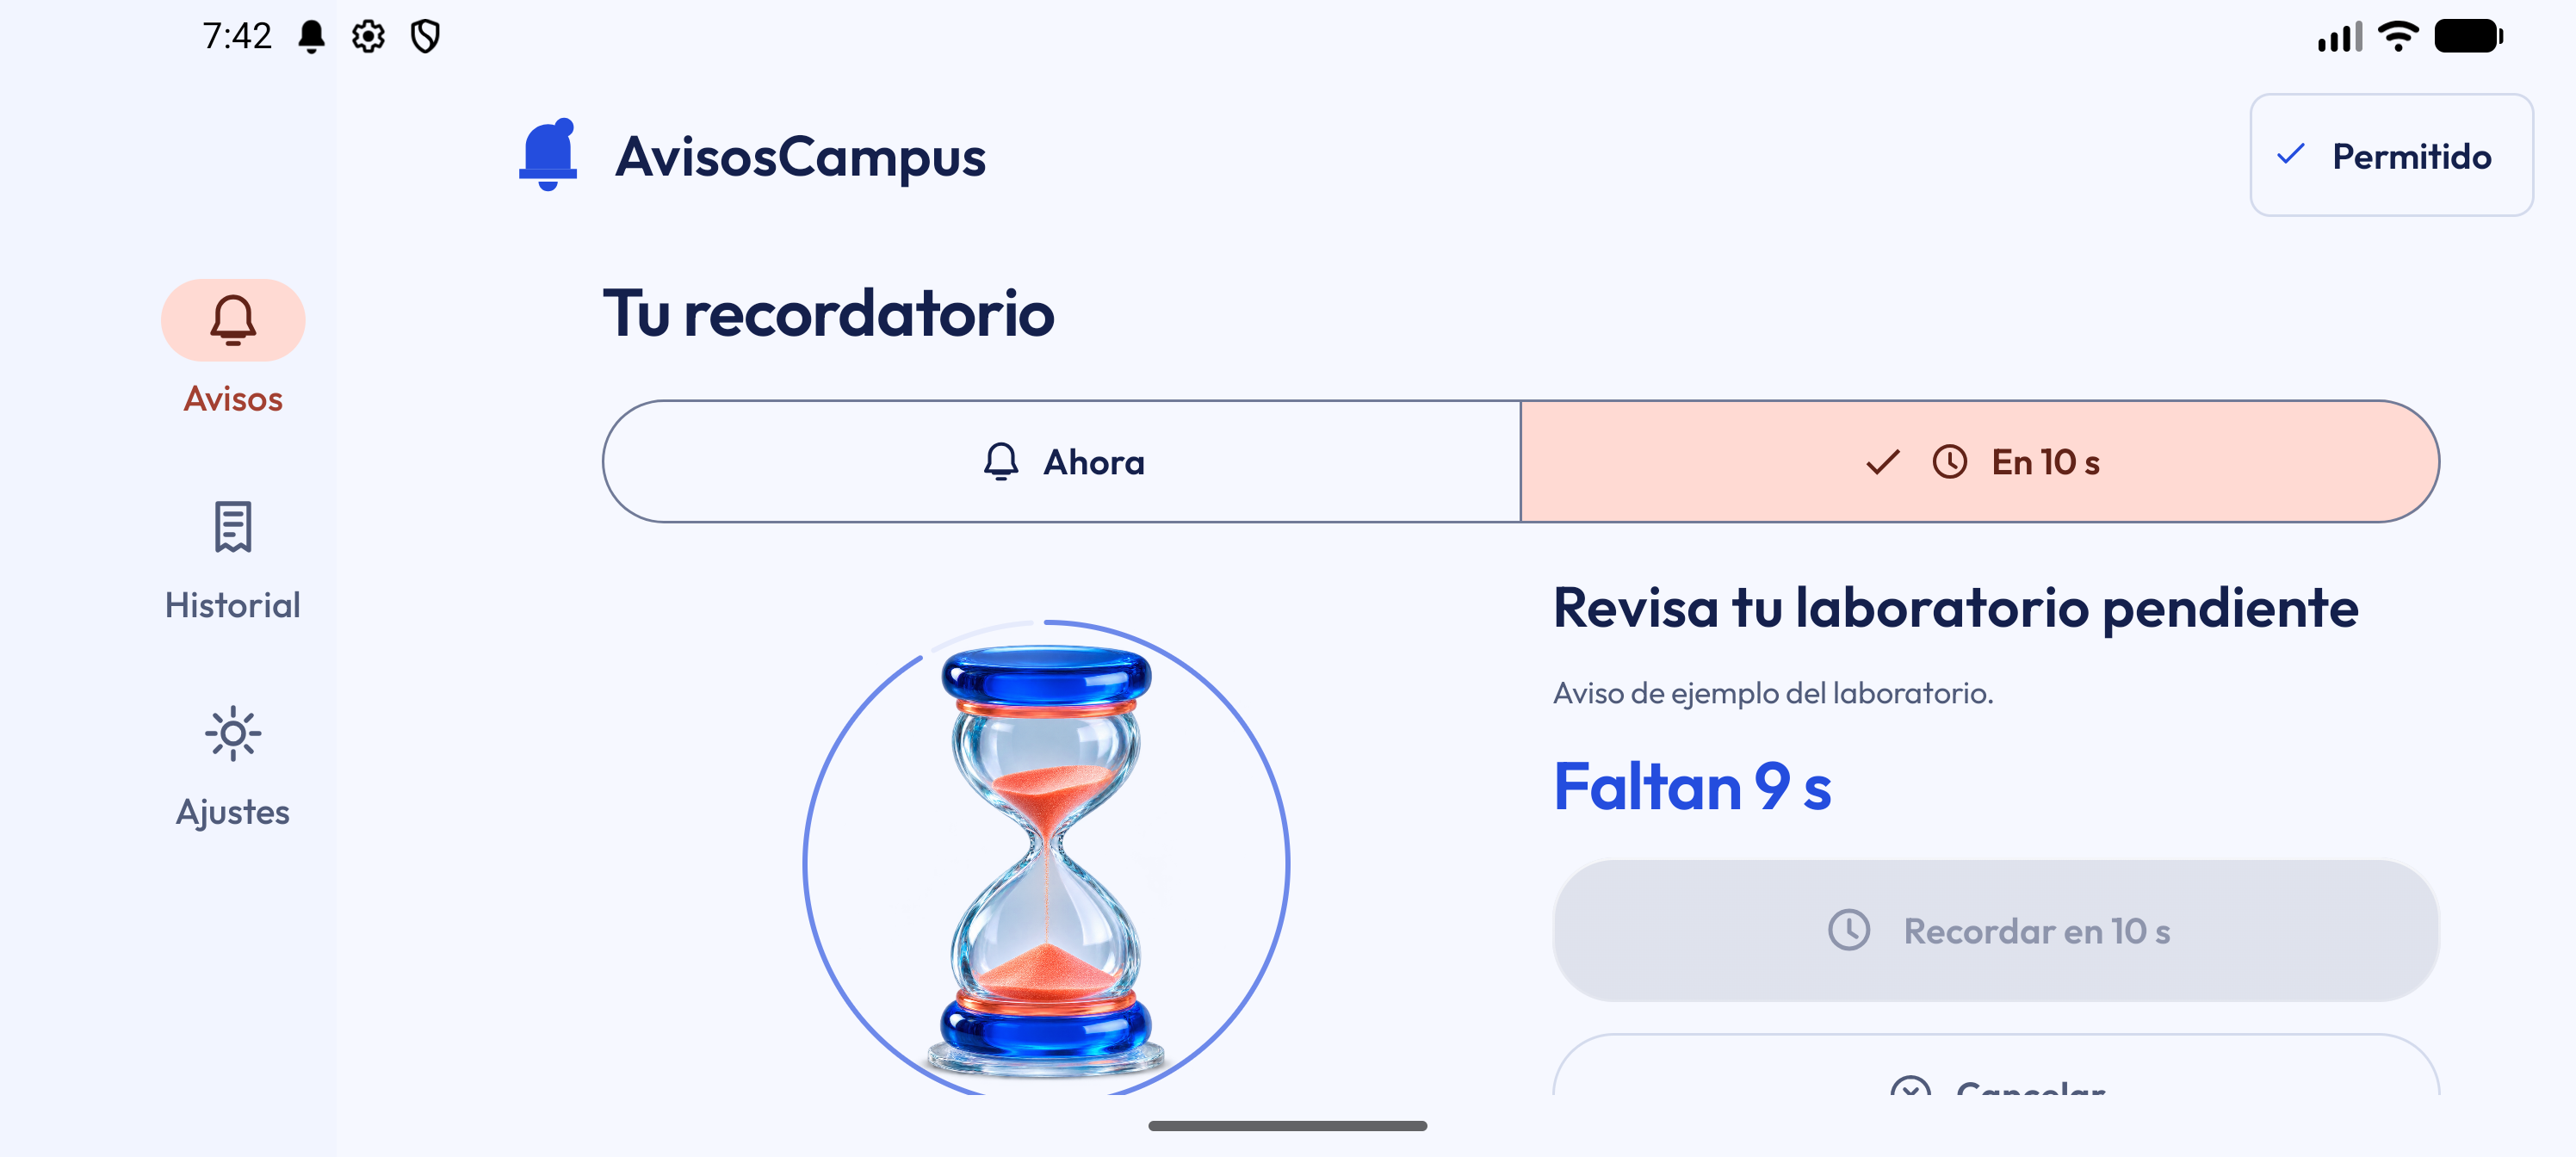 7:42
AvisosCampus
Permitido
Tu recordatorio
Avisos
Ahora
En 10 s
Historial
Revisa tu laboratorio pendiente
Aviso de ejemplo del laboratorio.
Faltan 9 s
Ajustes
Recordar en 10 s
Cancelar